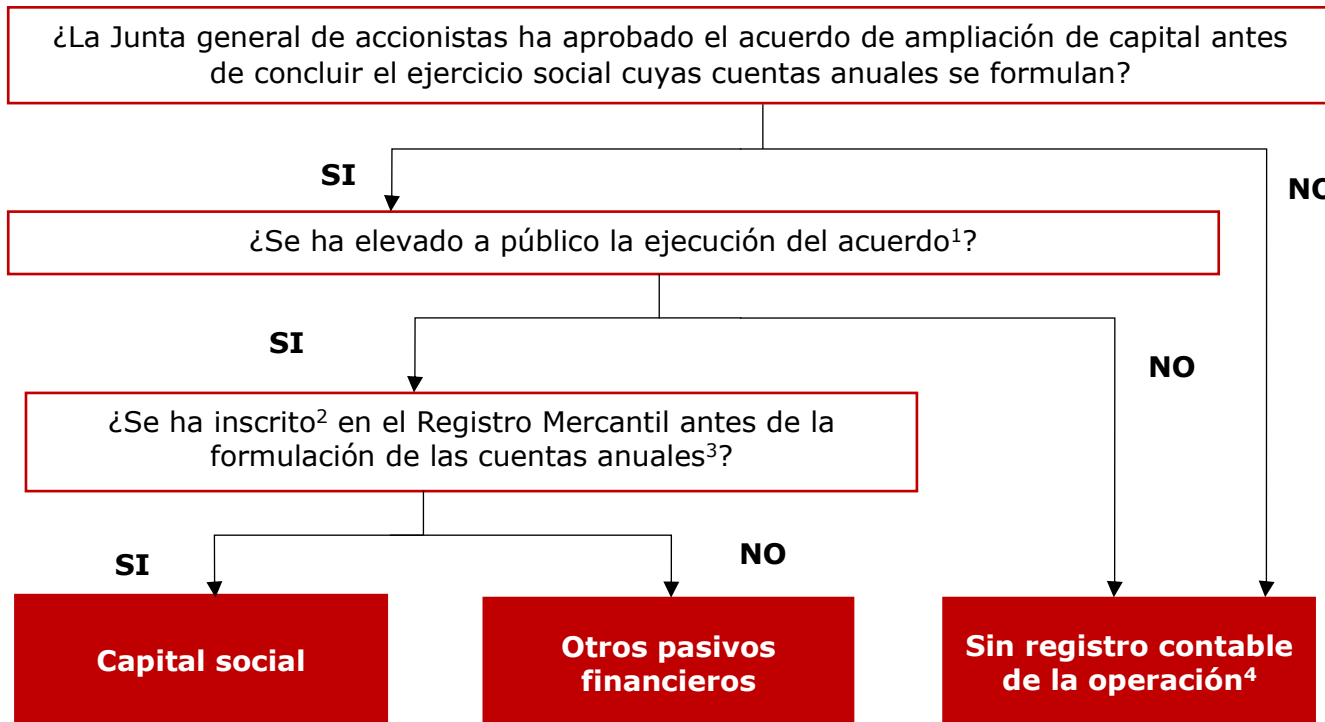 ¿La Junta general de accionistas ha aprobado el acuerdo de ampliación de capital antes
de concluir el ejercicio social cuyas cuentas anuales se formulan?
SI
NO
¿Se ha elevado a público la ejecución del acuerdo¹?
SI
NO
¿Se ha inscrito² en el Registro Mercantil antes de la
formulación de las cuentas anuales³?
SI
NO
Capital social
Otros pasivos
financieros
Sin registro contable
de la operación⁴